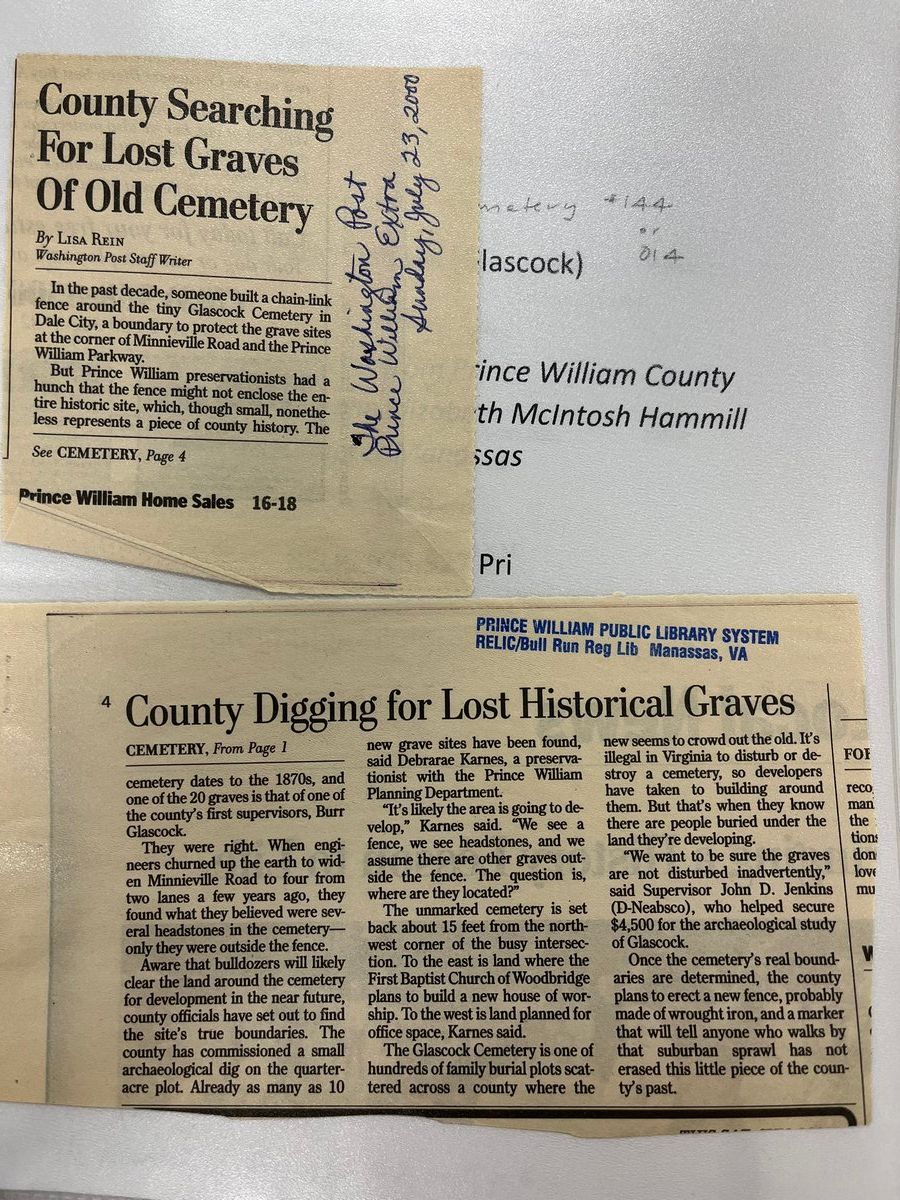 County Searching
For Lost Graves
Of Old Cemetery
By LISA REIN
Washington Post Staff Writer
In the past decade, someone built a chain-link
fence around the tiny Glascock Cemetery in
Dale City, a boundary to protect the grave sites
at the corner of Minnieville Road and the Prince
William Parkway.
But Prince William preservationists had a
hunch that the fence might not enclose the en-
tire historic site, which, though small, nonethe-
less represents a piece of county history. The
See CEMETERY, Page 4
Prince William Home Sales 16-18
The Washington Post
Prince William Extra
Sunday, July 23, 2000
metery #144
or
014
lascock)
rince William County
th McIntosh Hammill
ssas
Pri
PRINCE WILLIAM PUBLIC LIBRARY SYSTEM
RELIC/Bull Run Reg Lib Manassas, VA
4 County Digging for Lost Historical Graves
CEMETERY, From Page 1
cemetery dates to the 1870s, and
one of the 20 graves is that of one of
the county's first supervisors, Burr
Glascock.
They were right. When engi-
neers churned up the earth to wid-
en Minnieville Road to four from
two lanes a few years ago, they
found what they believed were sev-
eral headstones in the cemetery—
only they were outside the fence.
Aware that bulldozers will likely
clear the land around the cemetery
for development in the near future,
county officials have set out to find
the site's true boundaries. The
county has commissioned a small
archaeological dig on the quarter-
acre plot. Already as many as 10
new grave sites have been found,
said Debrarae Karnes, a preserva-
tionist with the Prince William
Planning Department.
"It's likely the area is going to de-
velop," Karnes said. "We see a
fence, we see headstones, and we
assume there are other graves out-
side the fence. The question is,
where are they located?"
The unmarked cemetery is set
back about 15 feet from the north-
west corner of the busy intersec-
tion. To the east is land where the
First Baptist Church of Woodbridge
plans to build a new house of wor-
ship. To the west is land planned for
office space, Karnes said.
The Glascock Cemetery is one of
hundreds of family burial plots scat-
tered across a county where the
new seems to crowd out the old. It's
illegal in Virginia to disturb or de-
stroy a cemetery, so developers
have taken to building around
them. But that's when they know
there are people buried under the
land they're developing.
"We want to be sure the graves
are not disturbed inadvertently,"
said Supervisor John D. Jenkins
(D-Neabsco), who helped secure
$4,500 for the archaeological study
of Glascock.
Once the cemetery's real bound-
aries are determined, the county
plans to erect a new fence, probably
made of wrought iron, and a marker
that will tell anyone who walks by
that suburban sprawl has not
erased this little piece of the coun-
ty's past.
FOR
reco
man
the
tion
don
love
mu